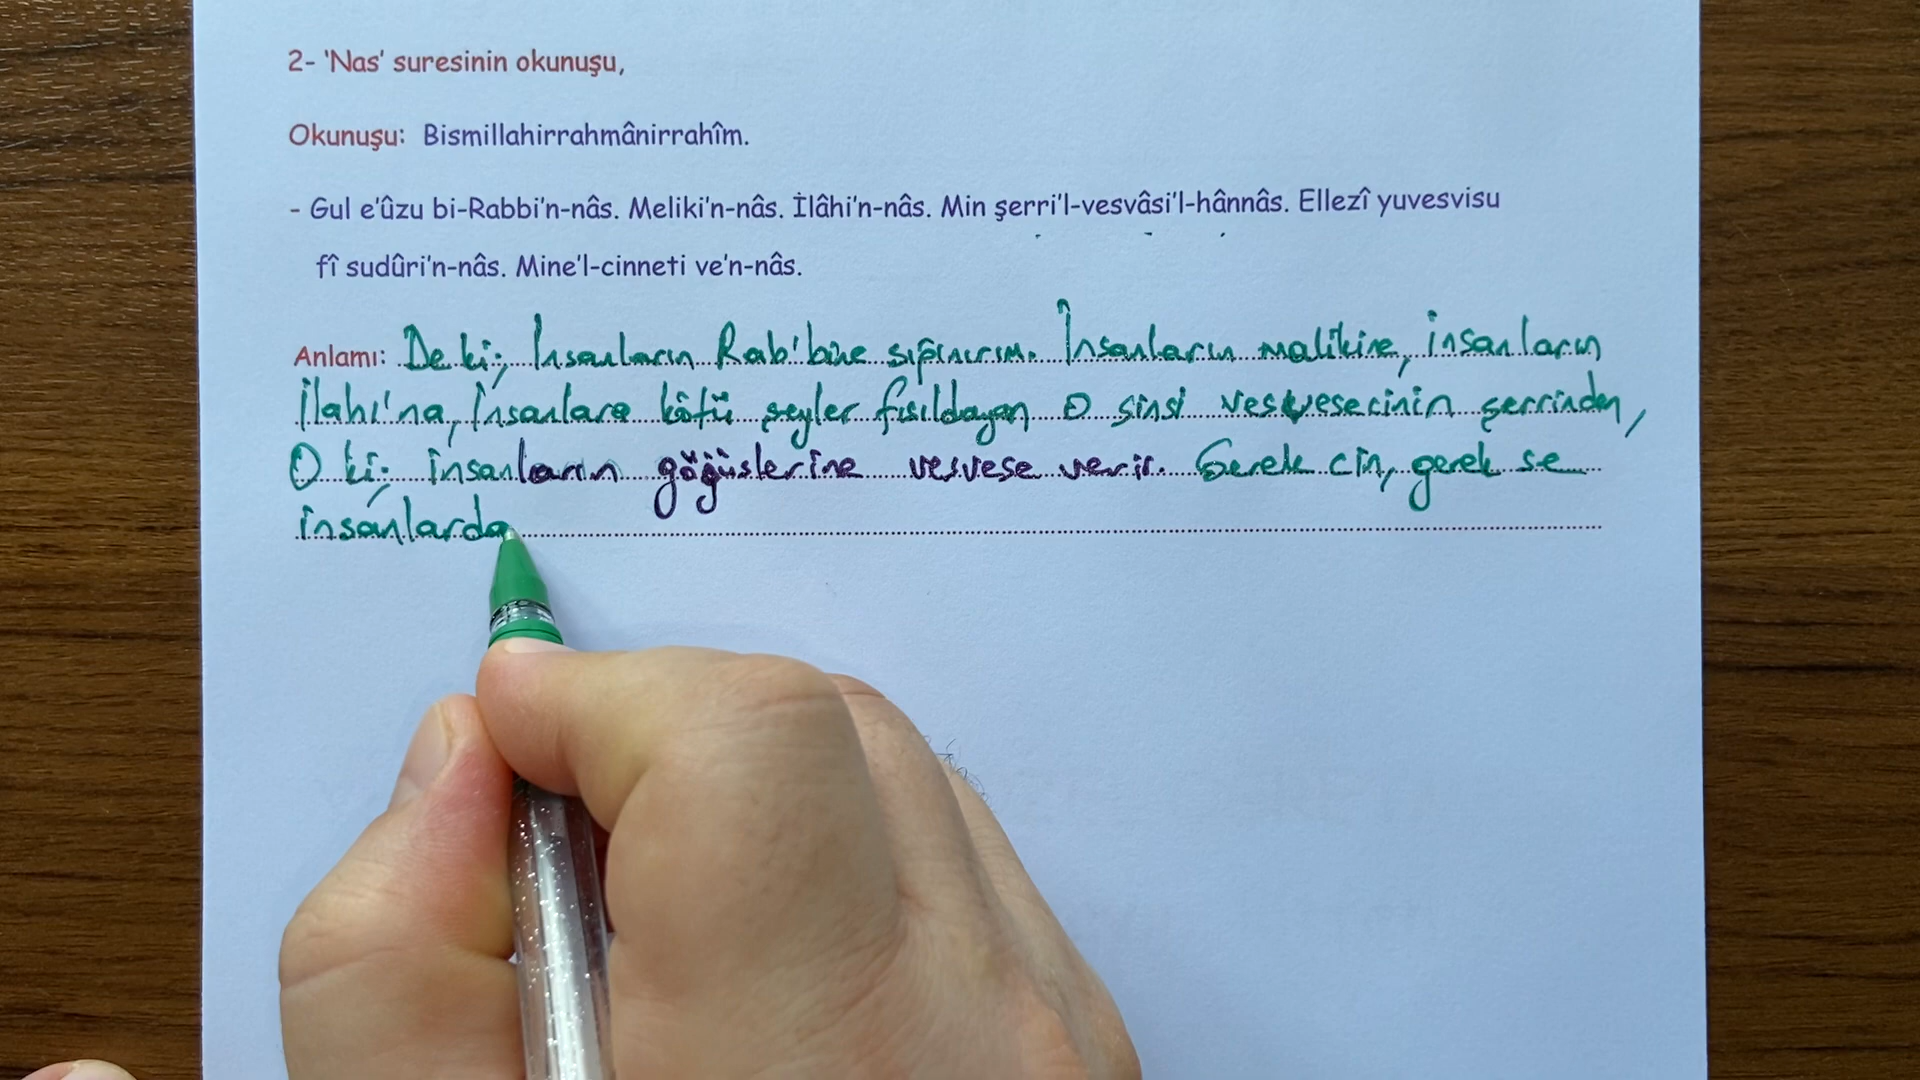 2- 'Nas' suresinin okunuşu,
Okunuşu: Bismillahirrahmânirrahîm.
- Gul e'ûzu bi-Rabbi'n-nâs. Meliki'n-nâs. İlâhi'n-nâs. Min şerri'l-vesvâsi'l-hânnâs. Ellezî yuvesvisu
fî sudûri'n-nâs. Mine'l-cinneti ve'n-nâs.
Anlamı: De ki; İnsanların Rab'bine sığınırım. İnsanların malikine, insanların
İlahı'na, İnsanlara kötü şeyler fısıldayan O sinsi vesvesecinin şerrinden,
O ki; insanların göğüslerine vesvese verir. Gerek cin, gerek se
insanlarda